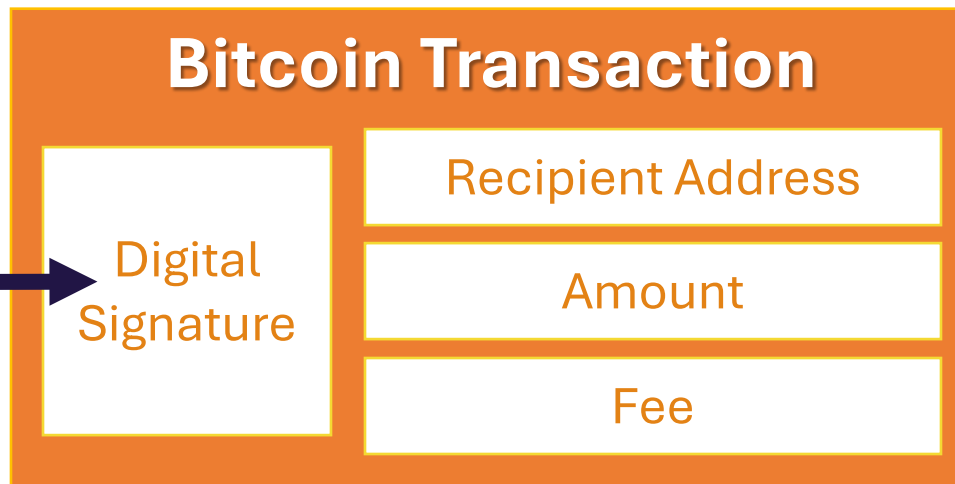 Bitcoin Transaction
Digital
Signature
Recipient Address
Amount
Fee